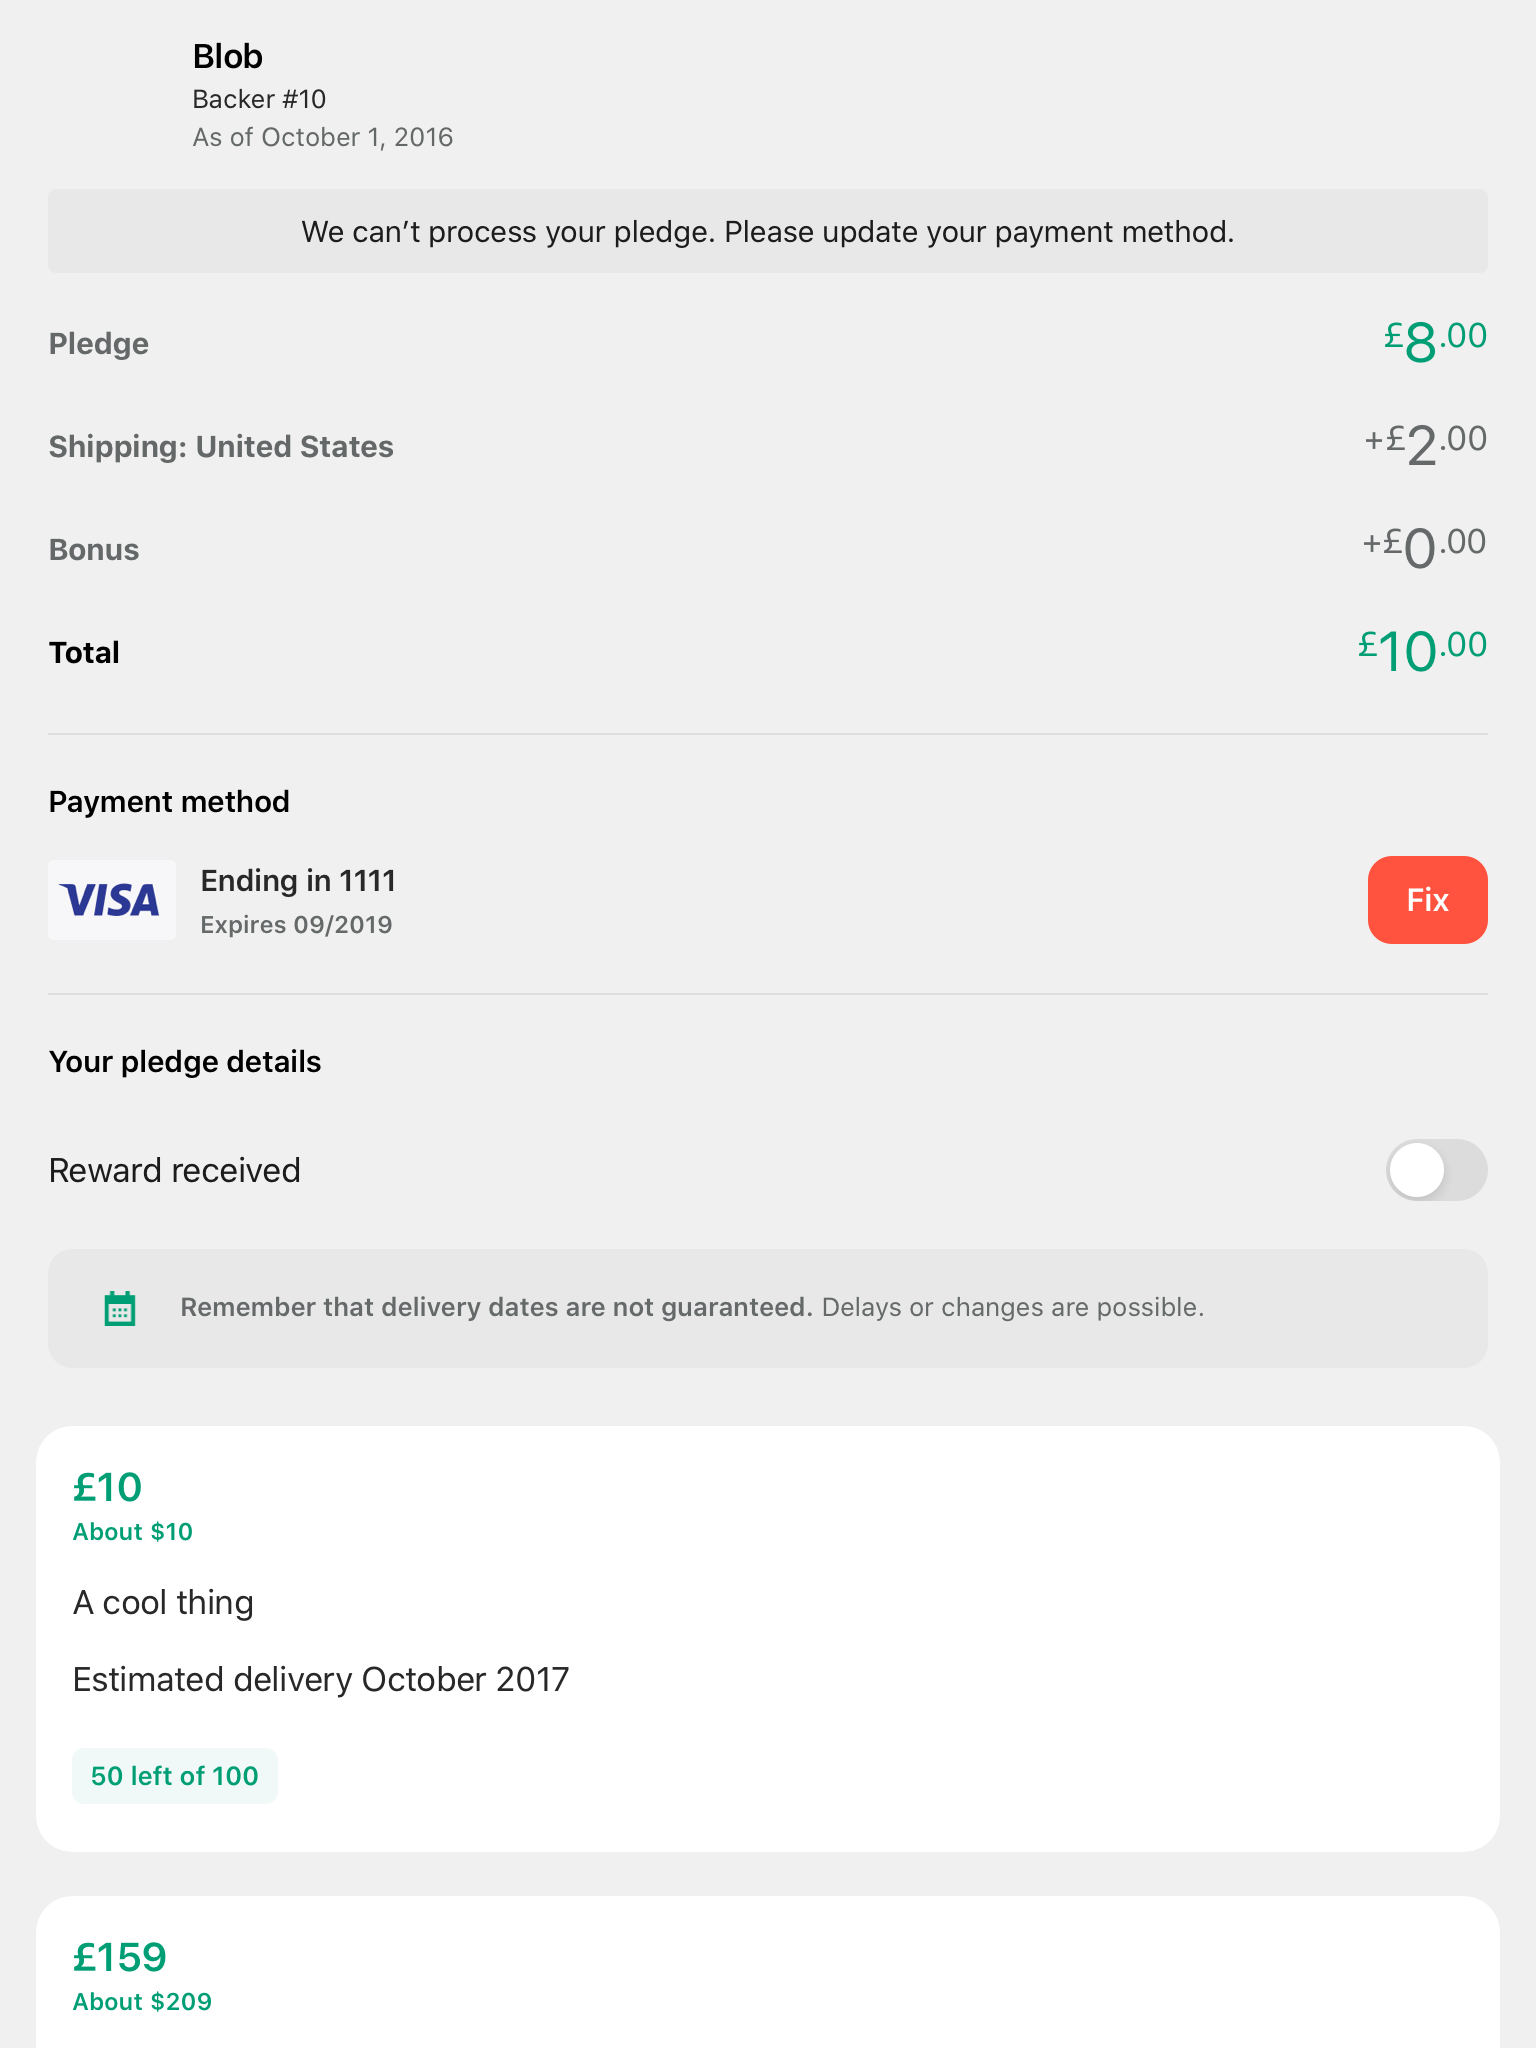 Blob
Backer #10
As of October 1, 2016
We can’t process your pledge. Please update your payment method.
Pledge £8.00
Shipping: United States +£2.00
Bonus +£0.00
Total £10.00
Payment method
VISA
Ending in 1111
Expires 09/2019
Fix
Your pledge details
Reward received
Remember that delivery dates are not guaranteed. Delays or changes are possible.
£10
About $10
A cool thing
Estimated delivery October 2017
50 left of 100
£159
About $209